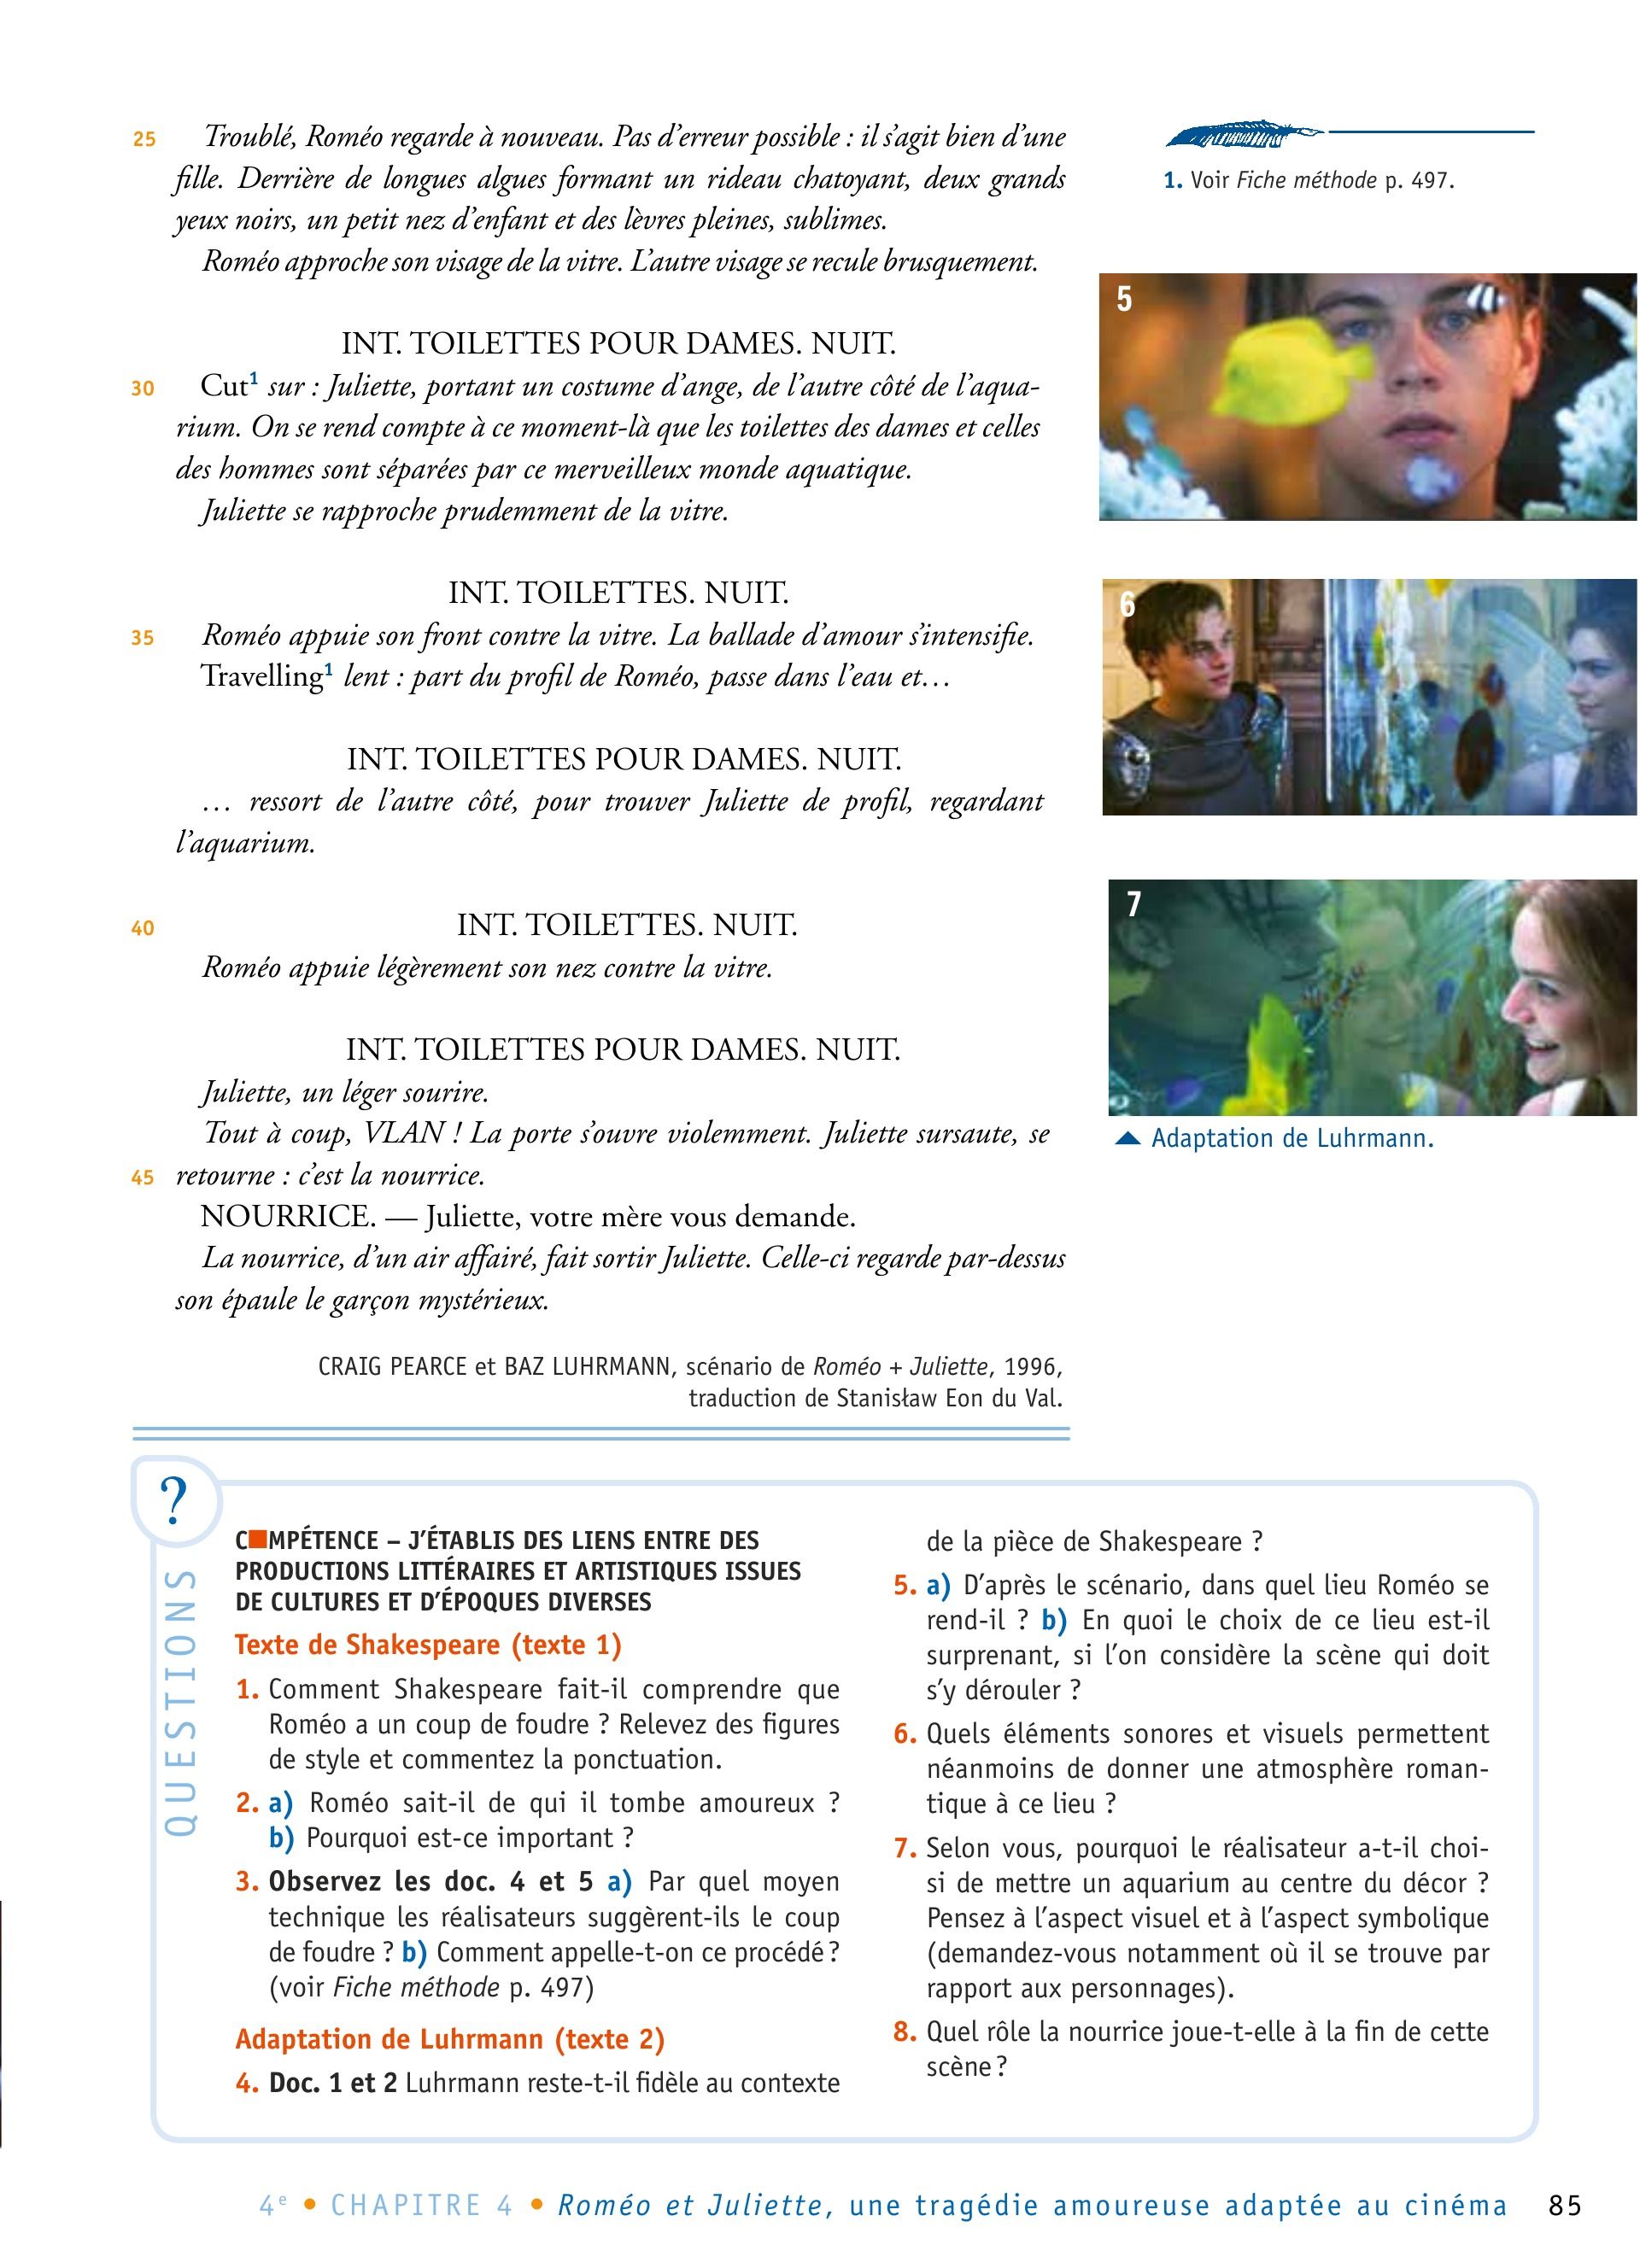 25 Troublé, Roméo regarde à nouveau. Pas d’erreur possible : il s’agit bien d’une
fille. Derrière de longues algues formant un rideau chatoyant, deux grands
yeux noirs, un petit nez d’enfant et des lèvres pleines, sublimes.
Roméo approche son visage de la vitre. L’autre visage se recule brusquement.
INT. TOILETTES POUR DAMES. NUIT.
30 Cut1 sur : Juliette, portant un costume d’ange, de l’autre côté de l’aqua-
rium. On se rend compte à ce moment-là que les toilettes des dames et celles
des hommes sont séparées par ce merveilleux monde aquatique.
Juliette se rapproche prudemment de la vitre.
INT. TOILETTES. NUIT.
35 Roméo appuie son front contre la vitre. La ballade d’amour s’intensifie.
Travelling1 lent : part du profil de Roméo, passe dans l’eau et…
INT. TOILETTES POUR DAMES. NUIT.
… ressort de l’autre côté, pour trouver Juliette de profil, regardant
l’aquarium.
40 INT. TOILETTES. NUIT.
Roméo appuie légèrement son nez contre la vitre.
INT. TOILETTES POUR DAMES. NUIT.
Juliette, un léger sourire.
Tout à coup, VLAN ! La porte s’ouvre violemment. Juliette sursaute, se
45 retourne : c’est la nourrice.
NOURRICE. — Juliette, votre mère vous demande.
La nourrice, d’un air affairé, fait sortir Juliette. Celle-ci regarde par-dessus
son épaule le garçon mystérieux.
CRAIG PEARCE et BAZ LUHRMANN, scénario de Roméo + Juliette, 1996,
traduction de Stanisław Eon du Val.
1. Voir Fiche méthode p. 497.
5
6
7
Adaptation de Luhrmann.
?
QUESTIONS
C■MPÉTENCE – J’ÉTABLIS DES LIENS ENTRE DES
PRODUCTIONS LITTÉRAIRES ET ARTISTIQUES ISSUES
DE CULTURES ET D’ÉPOQUES DIVERSES
Texte de Shakespeare (texte 1)
1. Comment Shakespeare fait-il comprendre que
Roméo a un coup de foudre ? Relevez des figures
de style et commentez la ponctuation.
2. a) Roméo sait-il de qui il tombe amoureux ?
b) Pourquoi est-ce important ?
3. Observez les doc. 4 et 5 a) Par quel moyen
technique les réalisateurs suggèrent-ils le coup
de foudre ? b) Comment appelle-t-on ce procédé ?
(voir Fiche méthode p. 497)
Adaptation de Luhrmann (texte 2)
4. Doc. 1 et 2 Luhrmann reste-t-il fidèle au contexte
de la pièce de Shakespeare ?
5. a) D’après le scénario, dans quel lieu Roméo se
rend-il ? b) En quoi le choix de ce lieu est-il
surprenant, si l’on considère la scène qui doit
s’y dérouler ?
6. Quels éléments sonores et visuels permettent
néanmoins de donner une atmosphère roman-
tique à ce lieu ?
7. Selon vous, pourquoi le réalisateur a-t-il choi-
si de mettre un aquarium au centre du décor ?
Pensez à l’aspect visuel et à l’aspect symbolique
(demandez-vous notamment où il se trouve par
rapport aux personnages).
8. Quel rôle la nourrice joue-t-elle à la fin de cette
scène ?
4e • CHAPITRE 4 • Roméo et Juliette, une tragédie amoureuse adaptée au cinéma 85